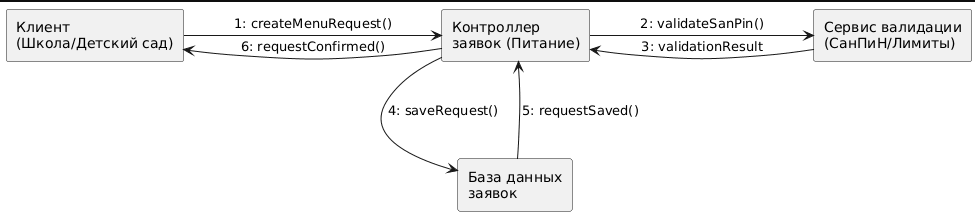 Клиент
(Школа/Детский сад)
1: createMenuRequest()
6: requestConfirmed()
Контроллер
заявок (Питание)
2: validateSanPin()
3: validationResult
Сервис валидации
(СанПиН/Лимиты)
4: saveRequest()
5: requestSaved()
База данных
заявок